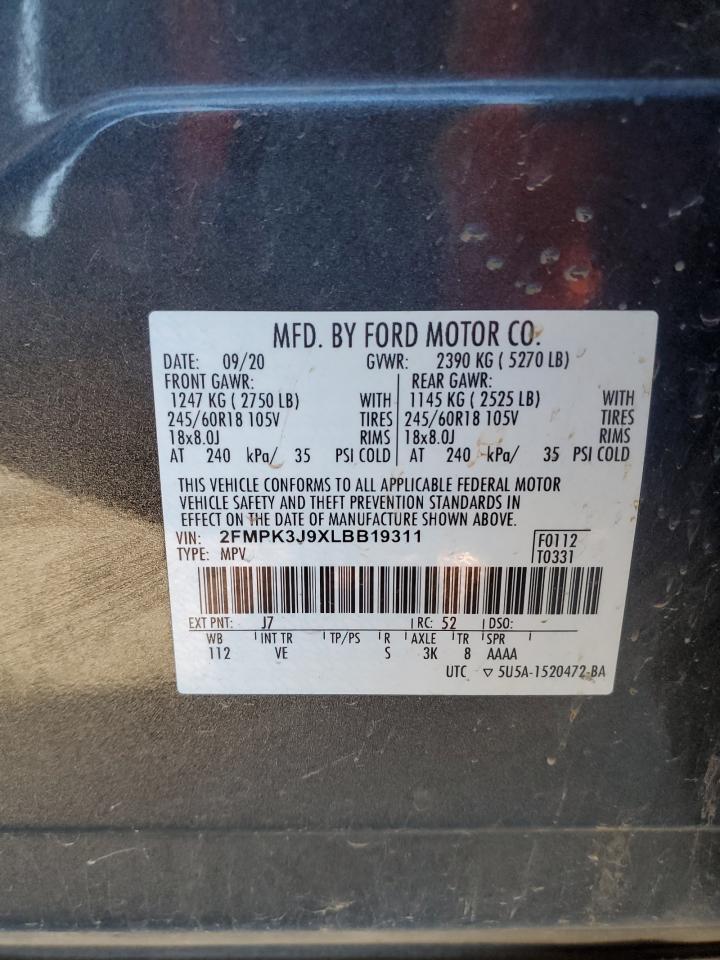 MFD. BY FORD MOTOR CO.
DATE: 09/20 GVWR: 2390 KG ( 5270 LB)
FRONT GAWR: REAR GAWR:
1247 KG ( 2750 LB) WITH 1145 KG ( 2525 LB) WITH
245/60R18 105V TIRES 245/60R18 105V TIRES
18x8.0J RIMS 18x8.0J RIMS
AT 240 kPa/ 35 PSI COLD AT 240 kPa/ 35 PSI COLD
THIS VEHICLE CONFORMS TO ALL APPLICABLE FEDERAL MOTOR
VEHICLE SAFETY AND THEFT PREVENTION STANDARDS IN
EFFECT ON THE DATE OF MANUFACTURE SHOWN ABOVE.
VIN: 2FMPK3J9XLBB19311 F0112
TYPE: MPV T0331
EXT PNT: J7 RC: 52 DSO:
WB INT TR TP/PS R AXLE TR SPR
112 VE S 3K 8 AAAA
UTC ▽ 5U5A-1520472-BA